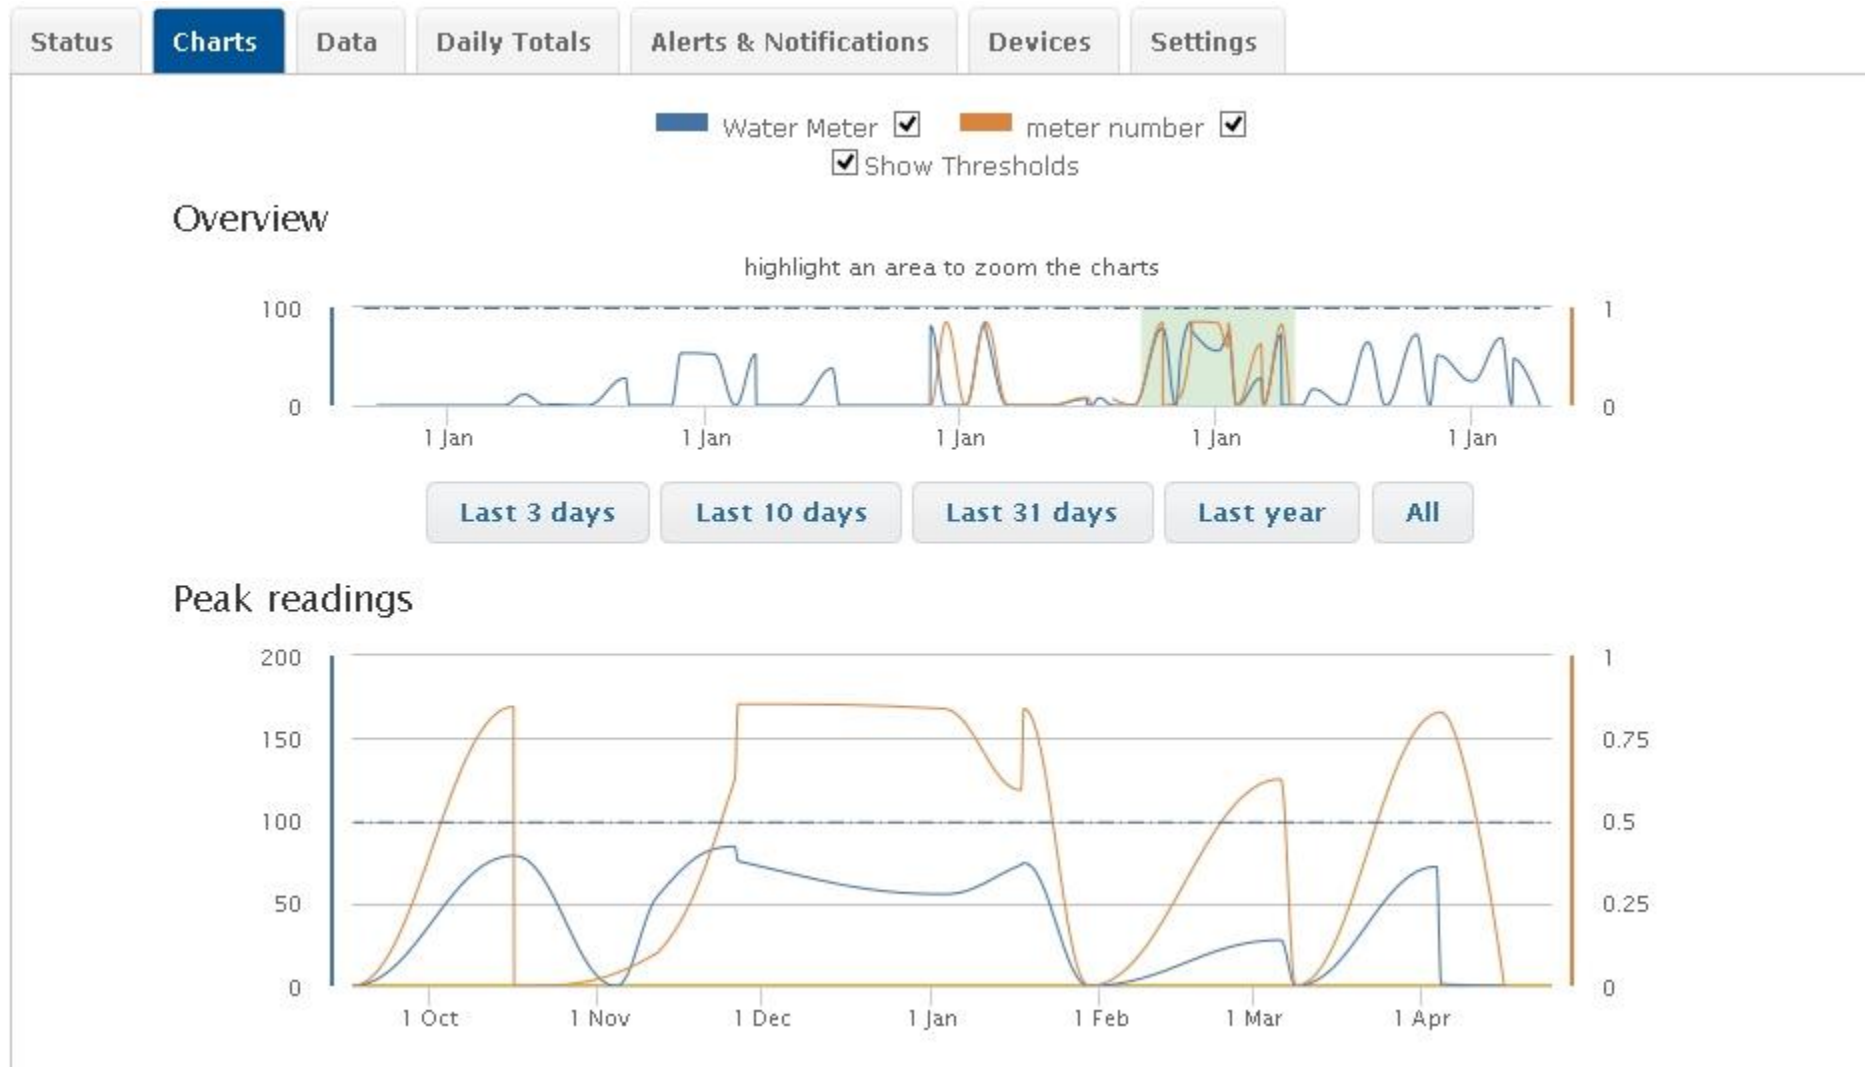 Status Charts Data Daily Totals Alerts & Notifications Devices Settings
Water Meter meter number
Show Thresholds
Overview
highlight an area to zoom the charts
100 1
0 0
1 Jan 1 Jan 1 Jan 1 Jan 1 Jan
Last 3 days Last 10 days Last 31 days Last year All
Peak readings
200 1
150 0.75
100 0.5
50 0.25
0 0
1 Oct 1 Nov 1 Dec 1 Jan 1 Feb 1 Mar 1 Apr